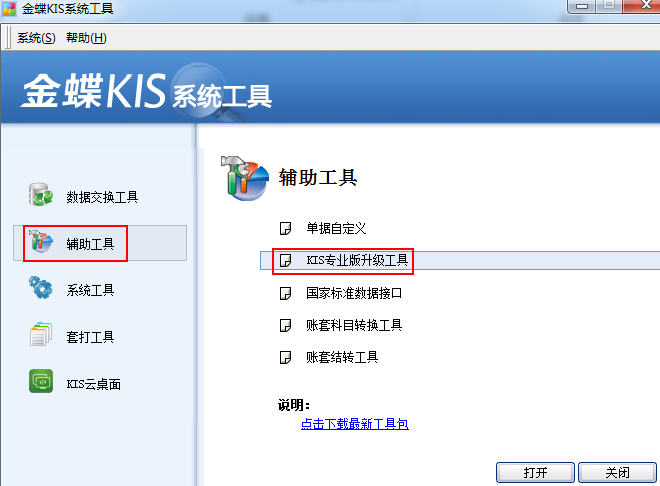 金蝶KIS系统工具
系统(S) 帮助(H)
金蝶KIS系统工具
数据交换工具
辅助工具
系统工具
套打工具
KIS云桌面
辅助工具
单据自定义
KIS专业版升级工具
国家标准数据接口
账套科目转换工具
账套结转工具
说明：
点击下载最新工具包
打开 关闭